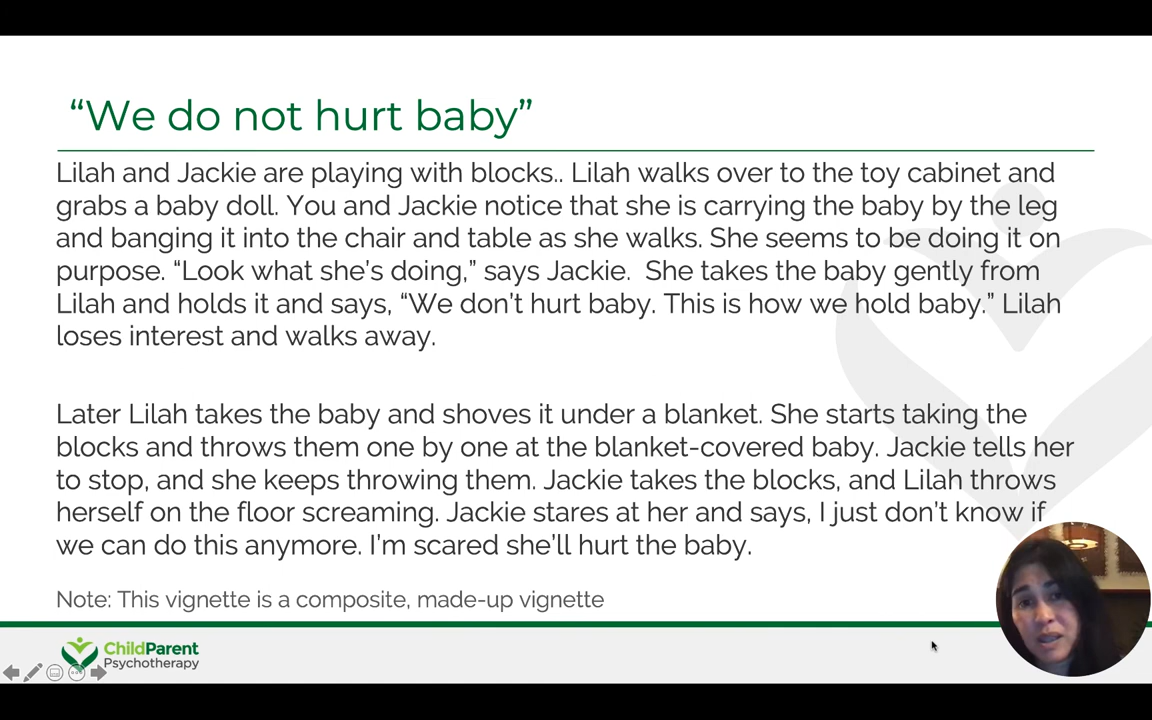 “We do not hurt baby”
Lilah and Jackie are playing with blocks.. Lilah walks over to the toy cabinet and
grabs a baby doll. You and Jackie notice that she is carrying the baby by the leg
and banging it into the chair and table as she walks. She seems to be doing it on
purpose. “Look what she’s doing,” says Jackie.  She takes the baby gently from
Lilah and holds it and says, “We don’t hurt baby. This is how we hold baby.” Lilah
loses interest and walks away.
Later Lilah takes the baby and shoves it under a blanket. She starts taking the
blocks and throws them one by one at the blanket-covered baby. Jackie tells her
to stop, and she keeps throwing them. Jackie takes the blocks, and Lilah throws
herself on the floor screaming. Jackie stares at her and says, I just don’t know if
we can do this anymore. I’m scared she’ll hurt the baby.
Note: This vignette is a composite, made-up vignette
ChildParent
Psychotherapy